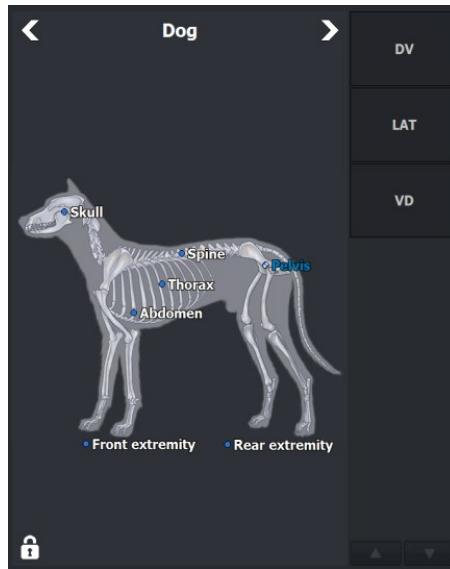 Dog
DV
LAT
VD
Skull
Spine
Pelvis
Thorax
Abdomen
Front extremity
Rear extremity